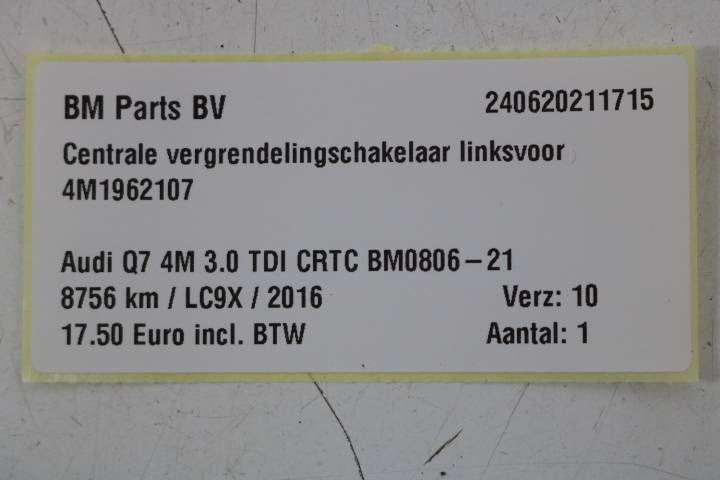 BM Parts BV 240620211715
Centrale vergrendelingschakelaar linksvoor
4M1962107
Audi Q7 4M 3.0 TDI CRTC BM0806-21
8756 km / LC9X / 2016 Verz: 10
17.50 Euro incl. BTW Aantal: 1